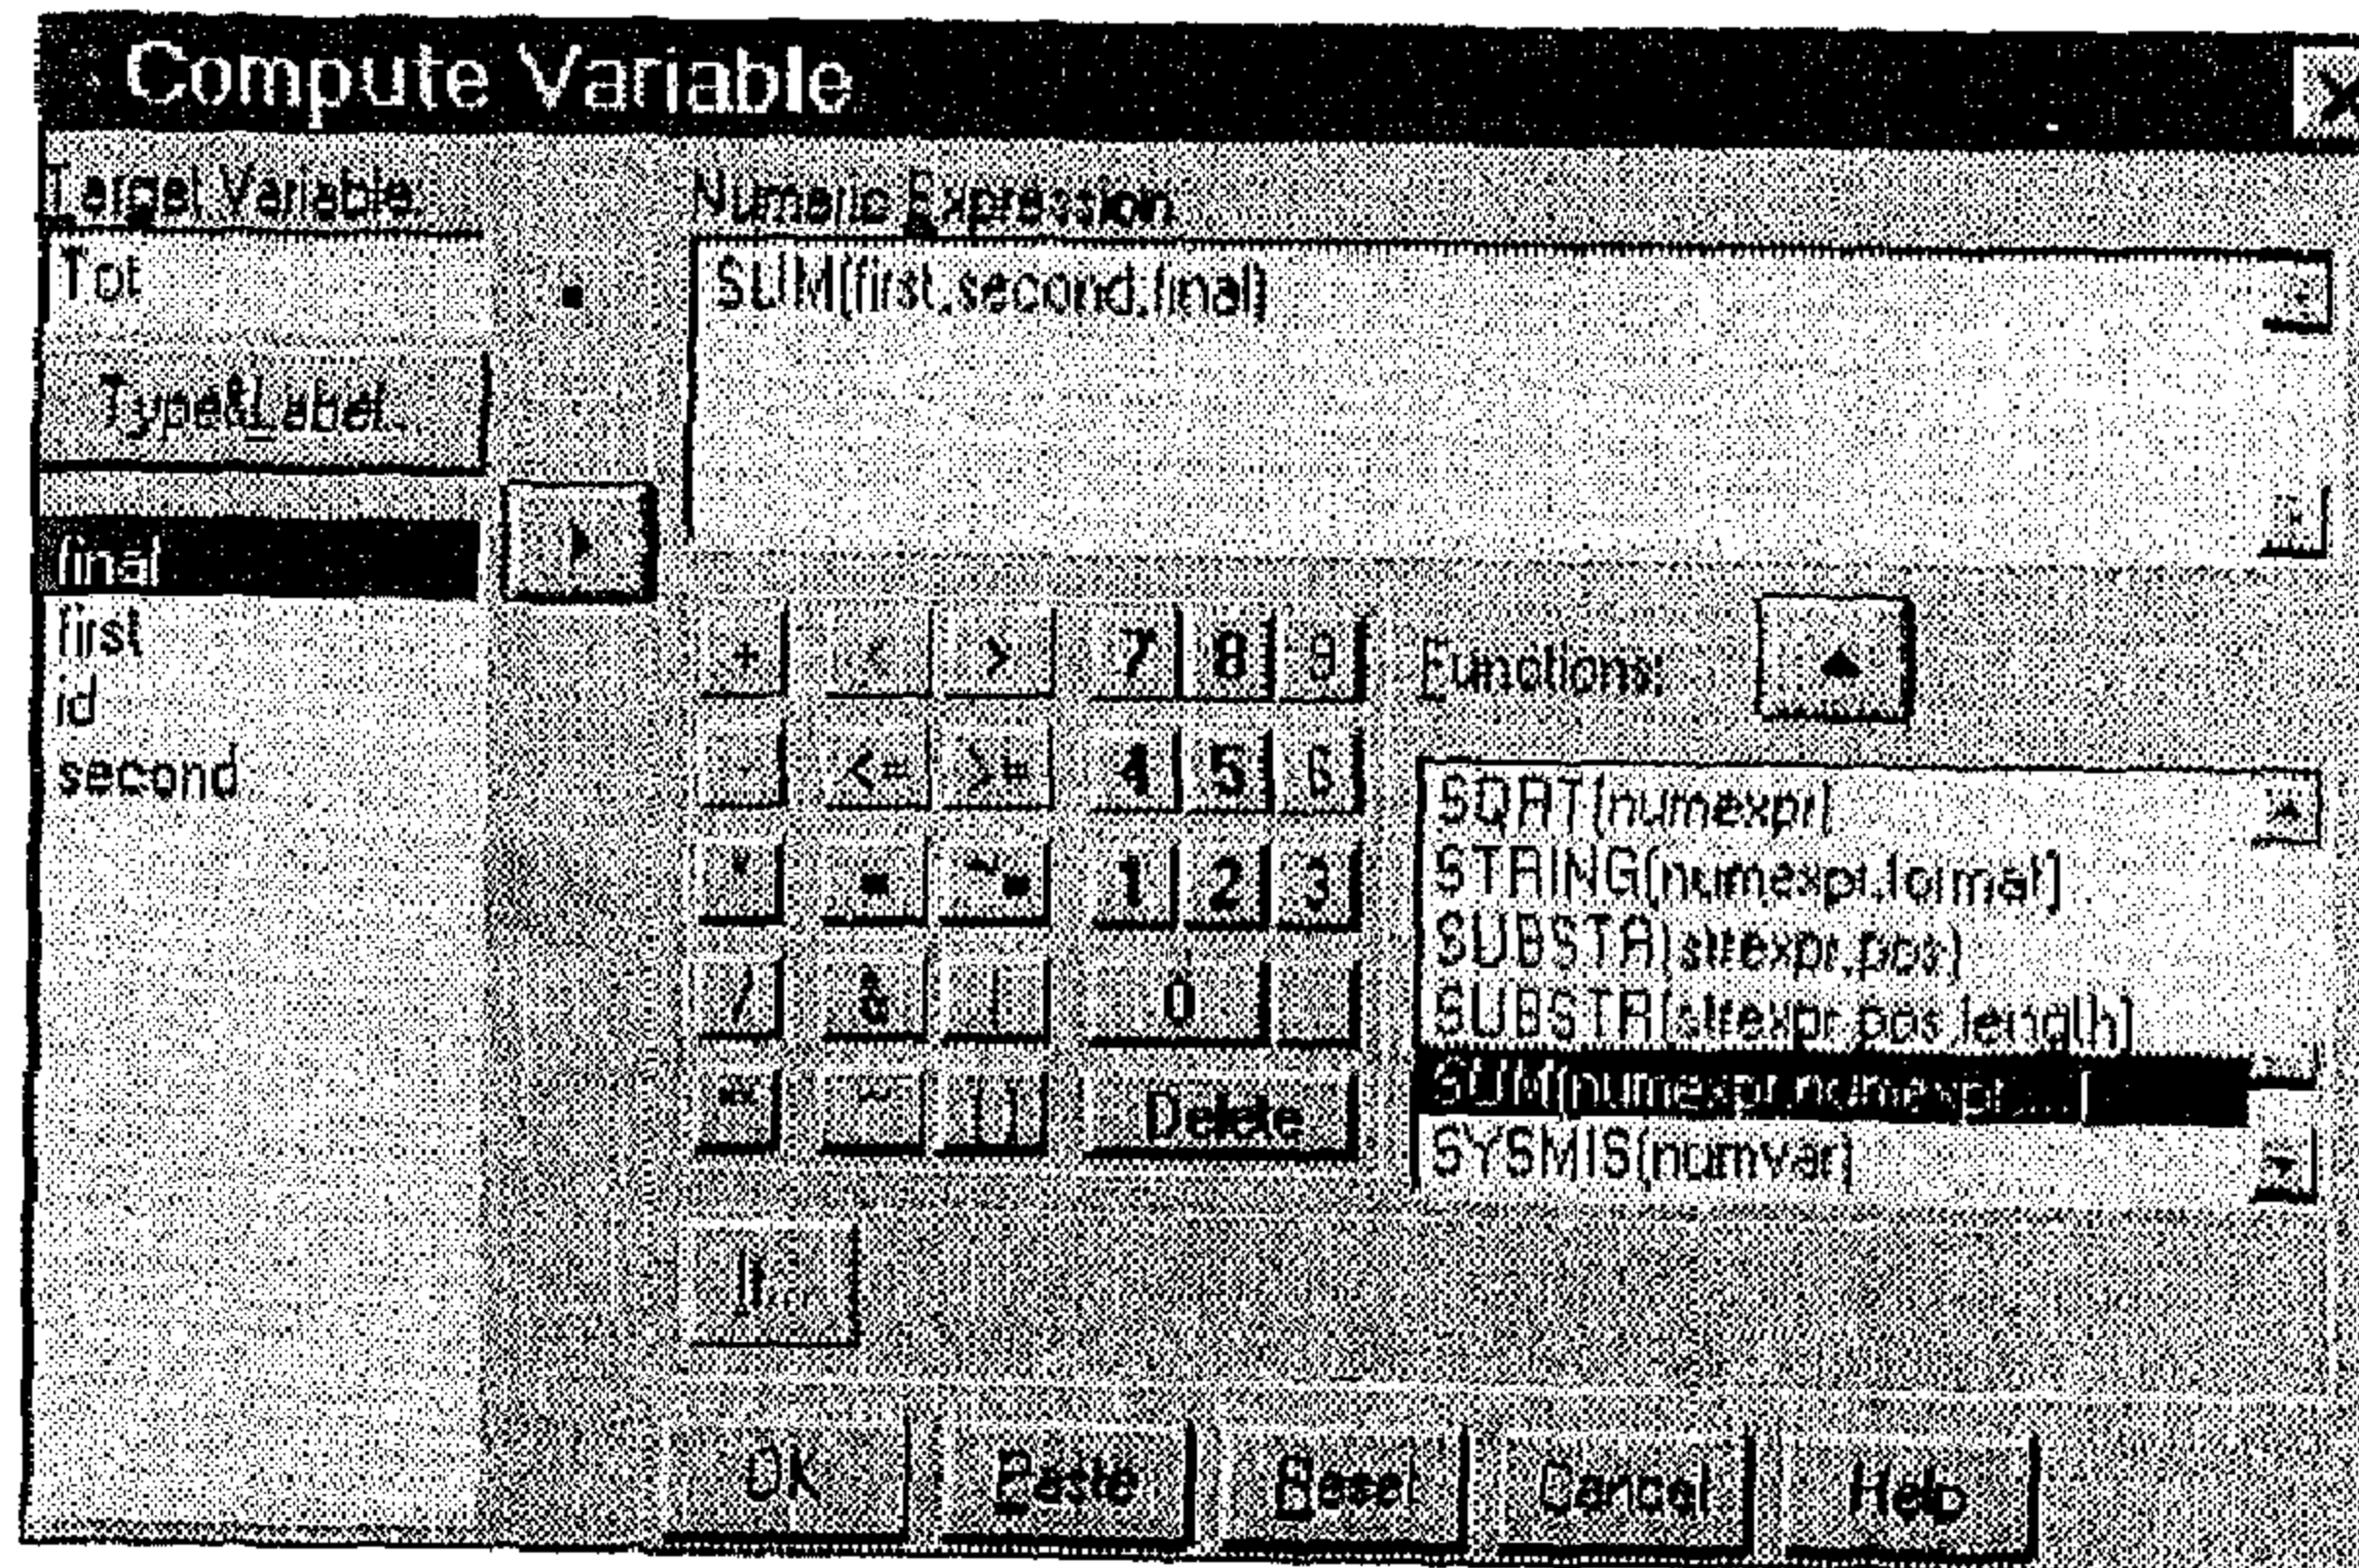 Compute Variable
Target Variable:
Numeric Expression:
Tot
=
SUM(first,second,final)
Type&Label...
final
first
id
second
+ < > 7 8 9
- <= >= 4 5 6
* = ~= 1 2 3
/ & | 0 .
** ~ () Delete
Functions:
SQRT(numexpr)
STRING(numexpr,format)
SUBSTR(strexpr,pos)
SUBSTR(strexpr,pos,length)
SUM(numexpr,numexpr,...)
SYSMIS(numvar)
If...
OK Paste Reset Cancel Help